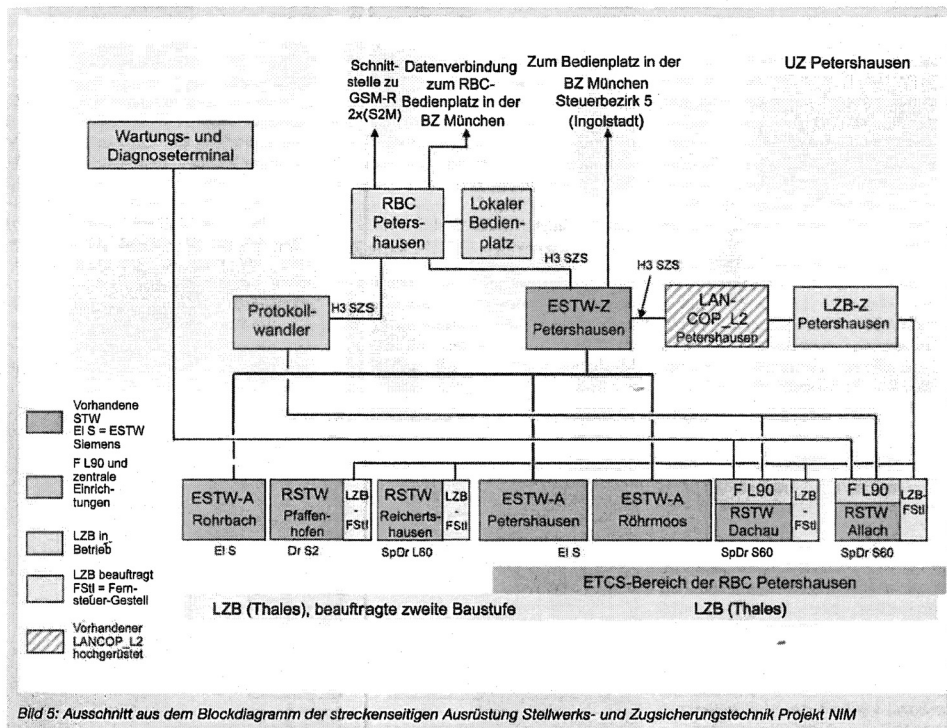 Schnitt-
stelle zu
GSM-R
2x(S2M)
Datenverbindung
zum RBC-
Bedienplatz in der
BZ München
Zum Bedienplatz in der
BZ München
Steuerbezirk 5
(Ingolstadt)
UZ Petershausen
Wartungs- und
Diagnoseterminal
RBC
Peters-
hausen
Lokaler
Bedien-
platz
H3 SZS
H3 SZS
H3 SZS
Protokoll-
wandler
ESTW-Z
Petershausen
LAN-
COP_L2
Petershausen
LZB-Z
Petershausen
Vorhandene
STW
El S = ESTW
Siemens
F L90 und
zentrale
Einrich-
tungen
LZB in
Betrieb
LZB beauftragt
FStl = Fern-
steuer-Gestell
Vorhandener
LANCOP_L2
hochgerüstet
ESTW-A
Rohrbach
El S
RSTW
Pfaffen-
hofen
Dr S2
LZB
-
FStl
RSTW
Reicherts-
hausen
SpDr L60
LZB
-
FStl
ESTW-A
Petershausen
ESTW-A
Röhrmoos
El S
F L90
RSTW
Dachau
SpDr S60
LZB
-
FStl
F L90
RSTW
Allach
SpDr S60
LZB-
FStl
ETCS-Bereich der RBC Petershausen
LZB (Thales), beauftragte zweite Baustufe
LZB (Thales)
Bild 5: Ausschnitt aus dem Blockdiagramm der streckenseitigen Ausrüstung Stellwerks- und Zugsicherungstechnik Projekt NIM